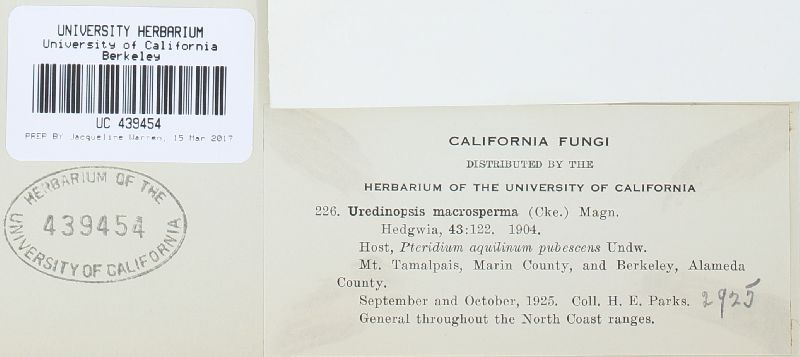 UNIVERSITY HERBARIUM
University of California
Berkeley
UC 439454
PREP BY Jacqueline Warren, 15 Mar 2017
HERBARIUM OF THE
439454
UNIVERSITY OF CALIFORNIA
CALIFORNIA FUNGI
DISTRIBUTED BY THE
HERBARIUM OF THE UNIVERSITY OF CALIFORNIA
226. Uredinopsis macrosperma (Cke.) Magn.
Hedgwia, 43:122. 1904.
Host, Pteridium aquilinum pubescens Undw.
Mt. Tamalpais, Marin County, and Berkeley, Alameda
County.
September and October, 1925. Coll. H. E. Parks. 2925
General throughout the North Coast ranges.